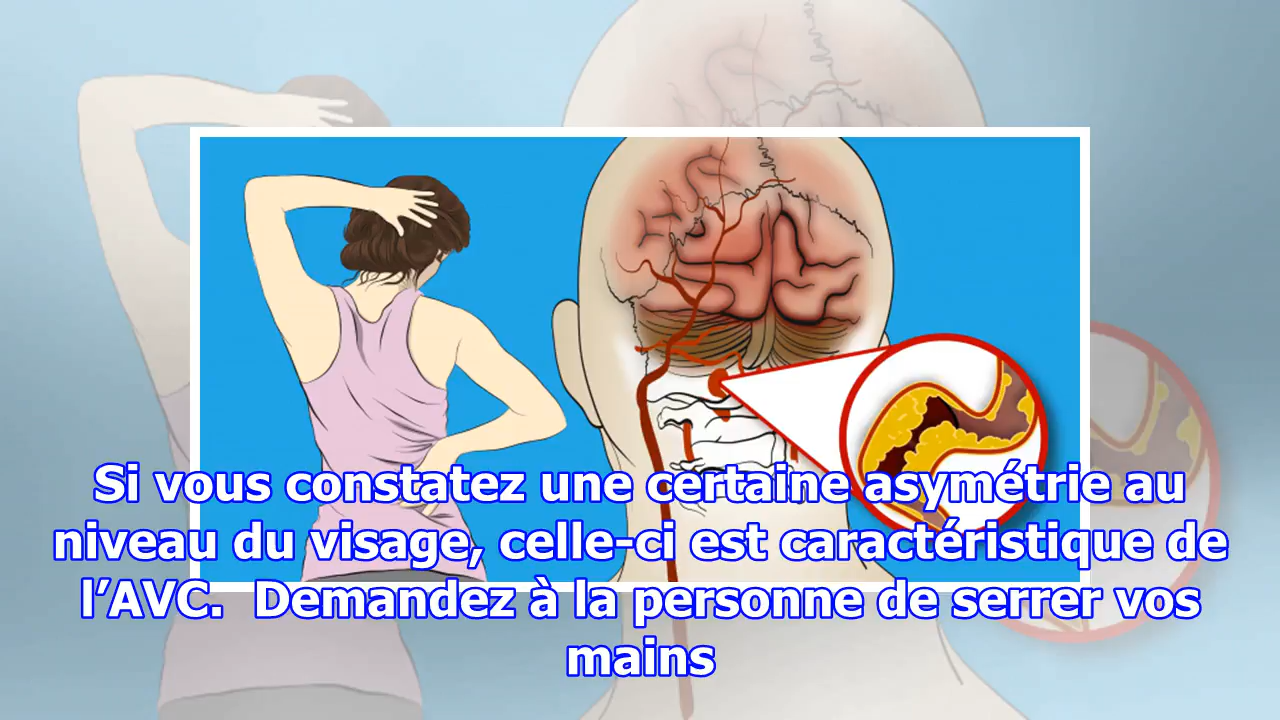 Si vous constatez une certaine asymétrie au
niveau du visage, celle-ci est caractéristique de
l’AVC.  Demandez à la personne de serrer vos
mains